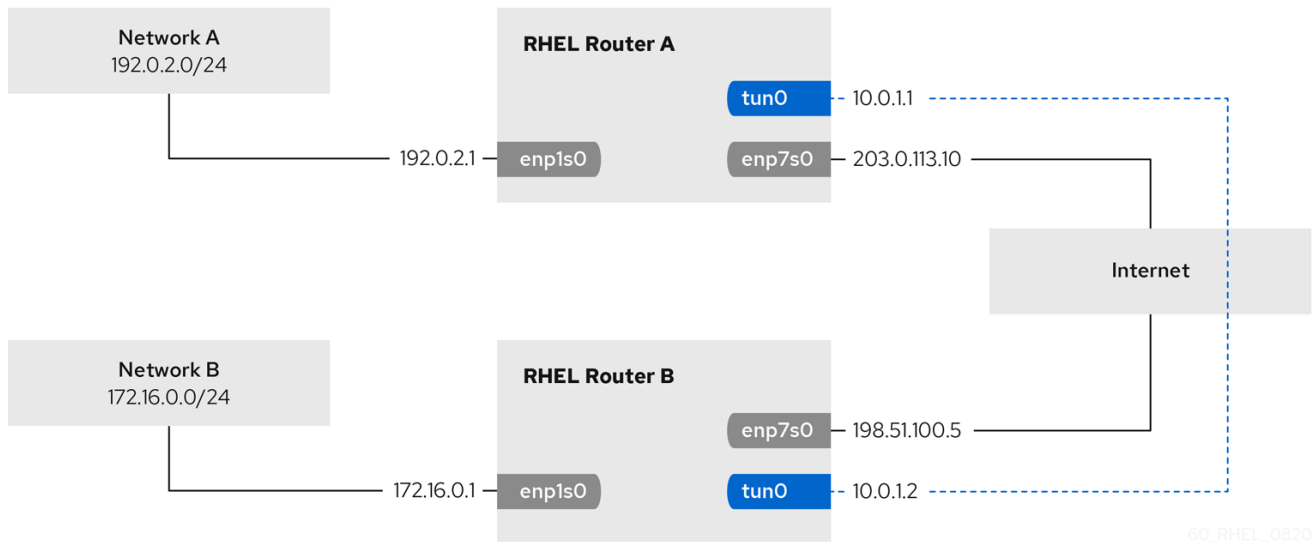 Network A
192.0.2.0/24
RHEL Router A
tun0
10.0.1.1
192.0.2.1
enp1s0
enp7s0
203.0.113.10
Internet
Network B
172.16.0.0/24
RHEL Router B
enp7s0
198.51.100.5
172.16.0.1
enp1s0
tun0
10.0.1.2
60_RHEL_0820